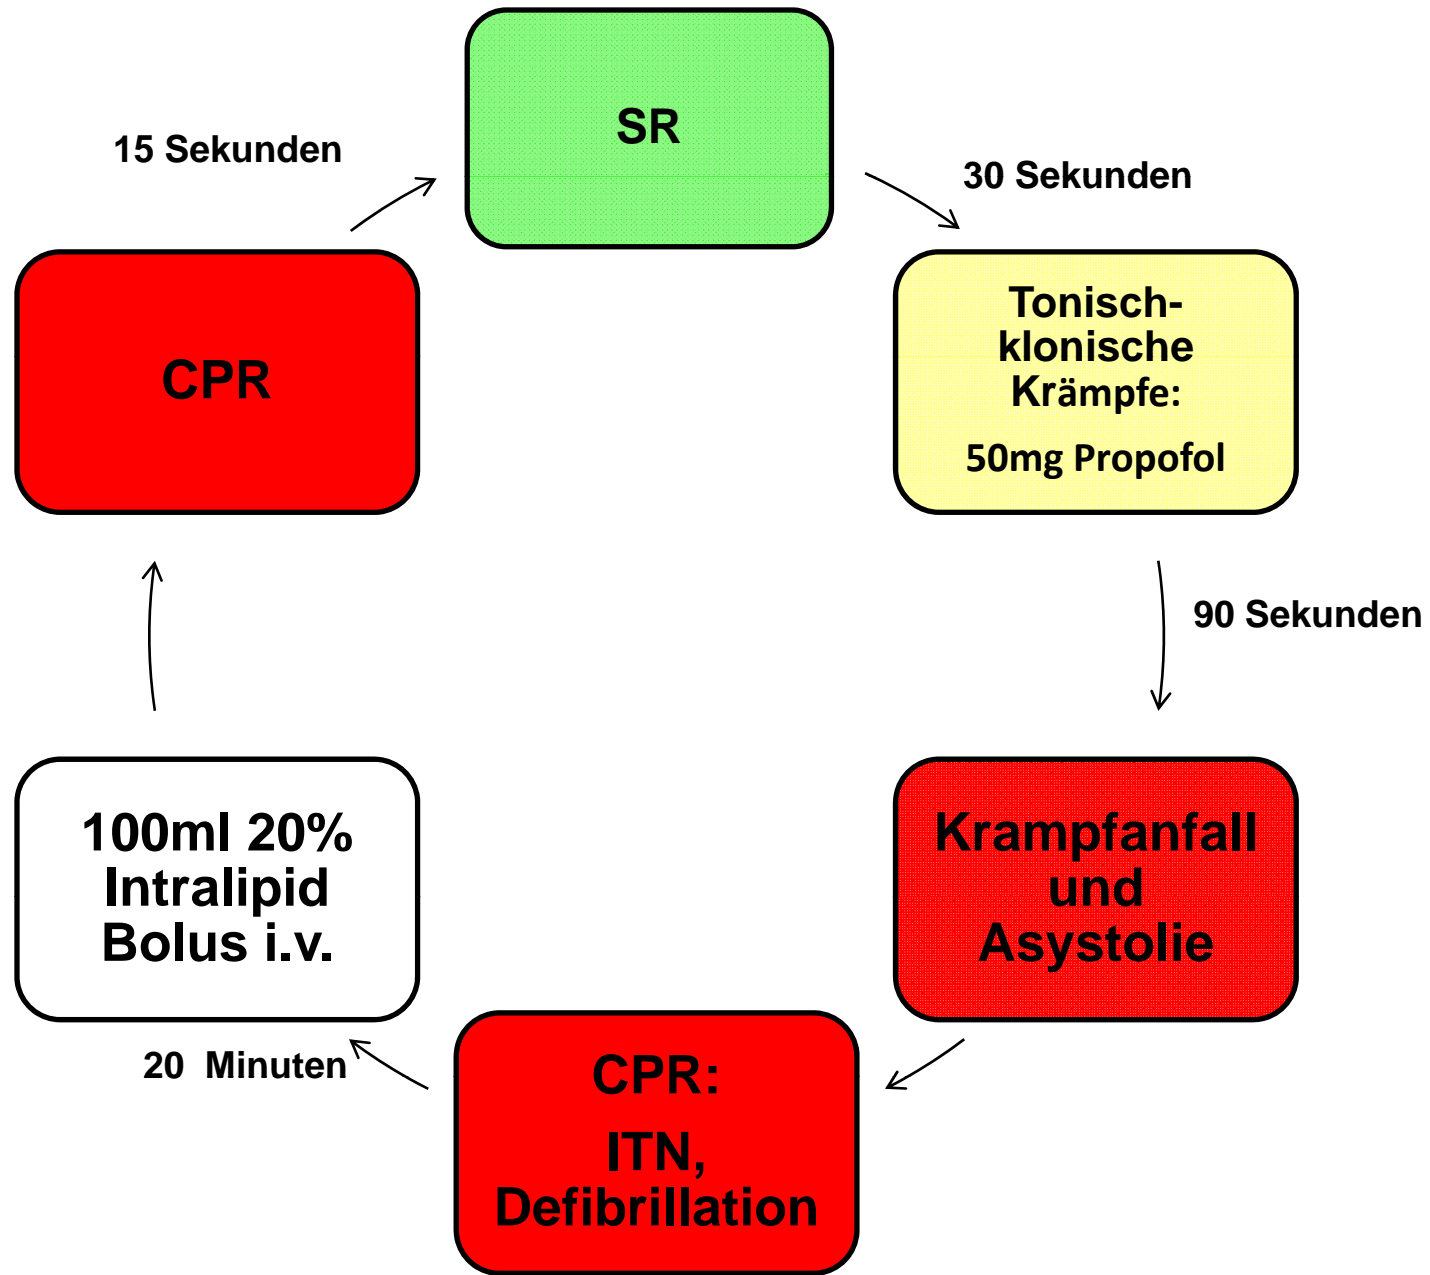 SR
15 Sekunden
30 Sekunden
Tonisch-
klonische
Krämpfe:
50mg Propofol
CPR
90 Sekunden
Krampfanfall
und
Asystolie
100ml 20%
Intralipid
Bolus i.v.
20 Minuten
CPR:
ITN,
Defibrillation